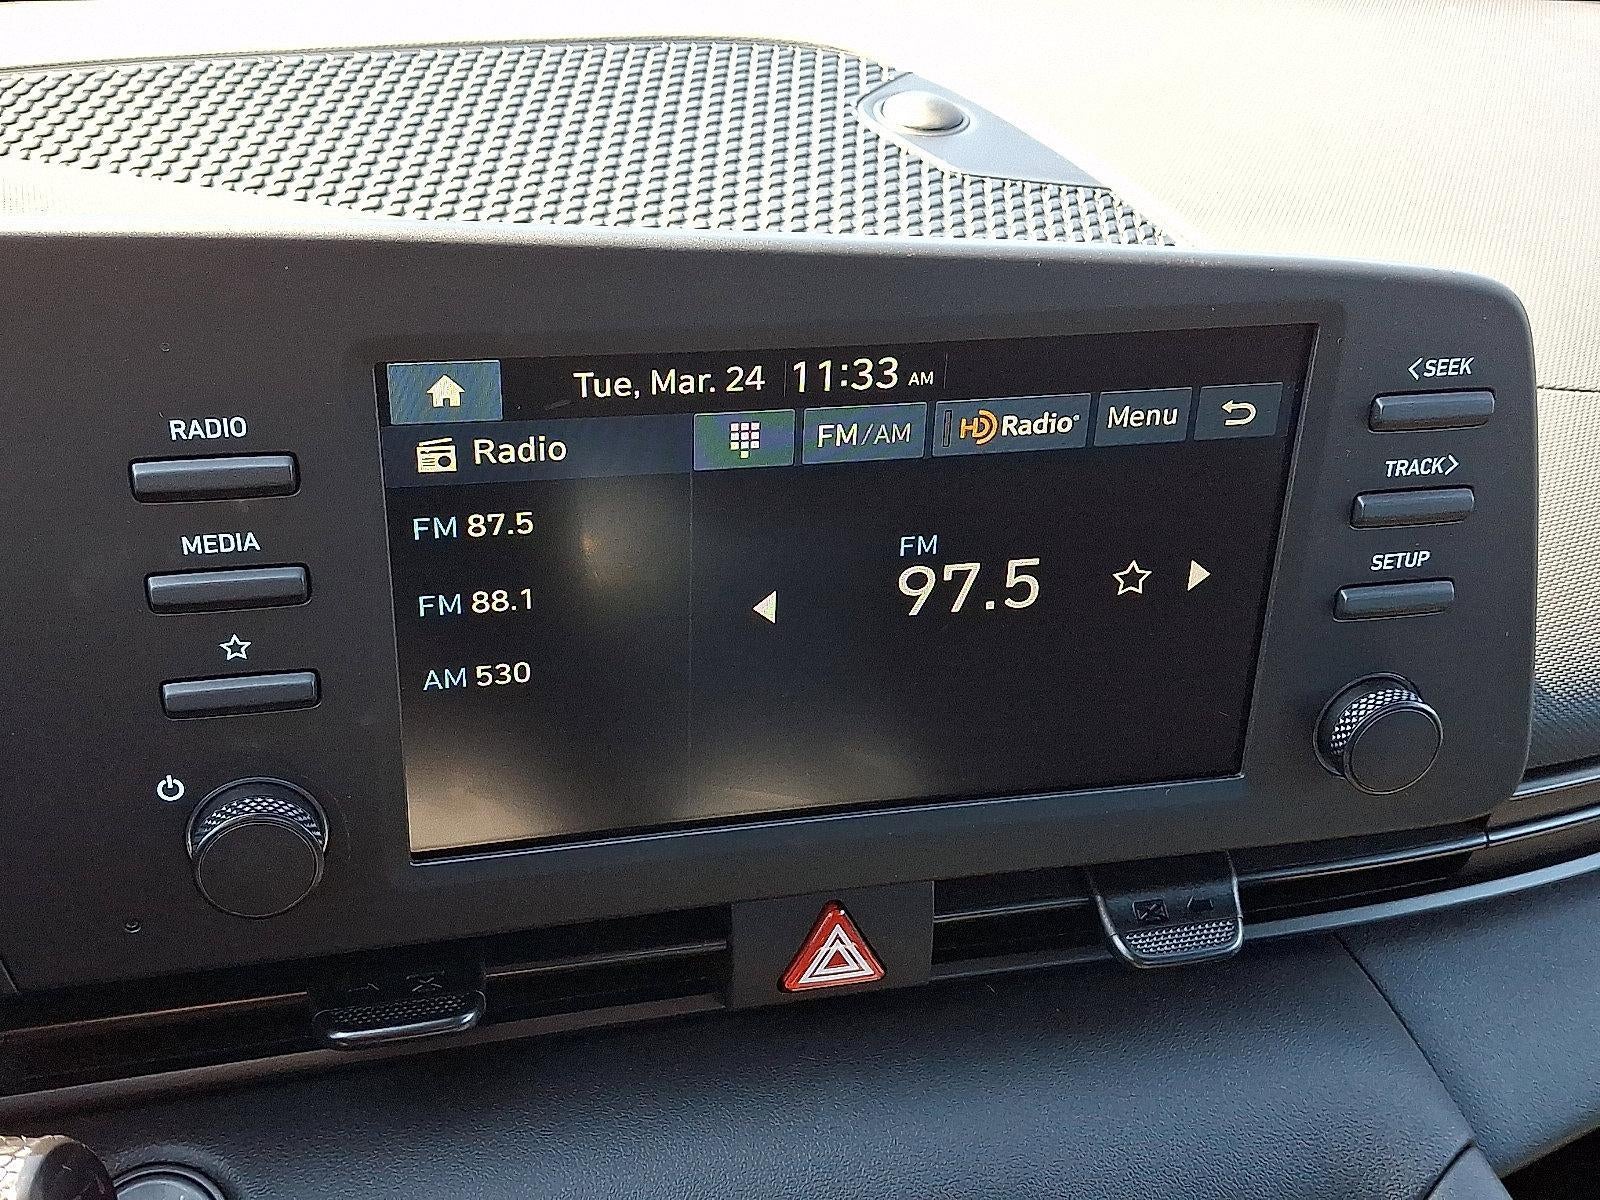 Tue, Mar. 24 11:33 AM
Radio FM/AM HD Radio Menu
FM 87.5
FM 88.1
AM 530
FM
97.5
RADIO
MEDIA
<SEEK
TRACK>
SETUP